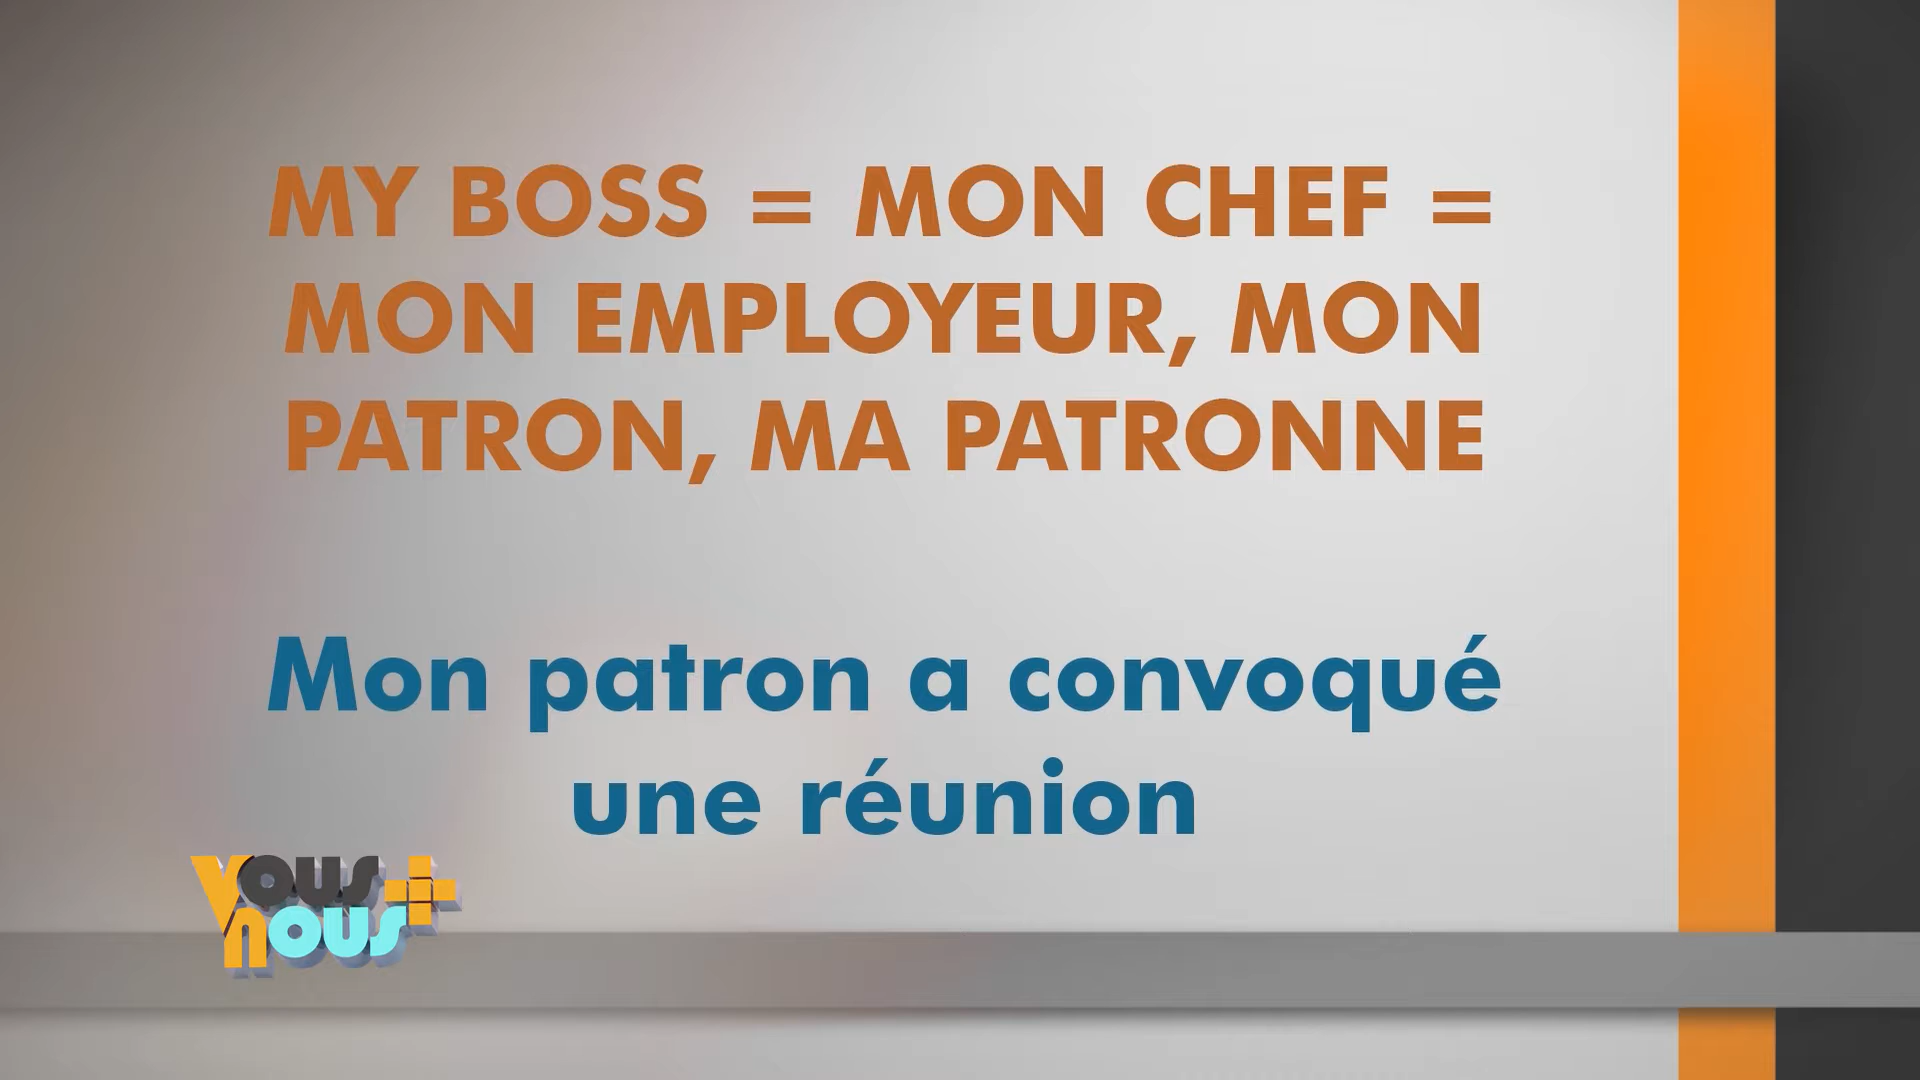 MY BOSS = MON CHEF =
MON EMPLOYEUR, MON
PATRON, MA PATRONNE
Mon patron a convoqué
une réunion
vous
nous+